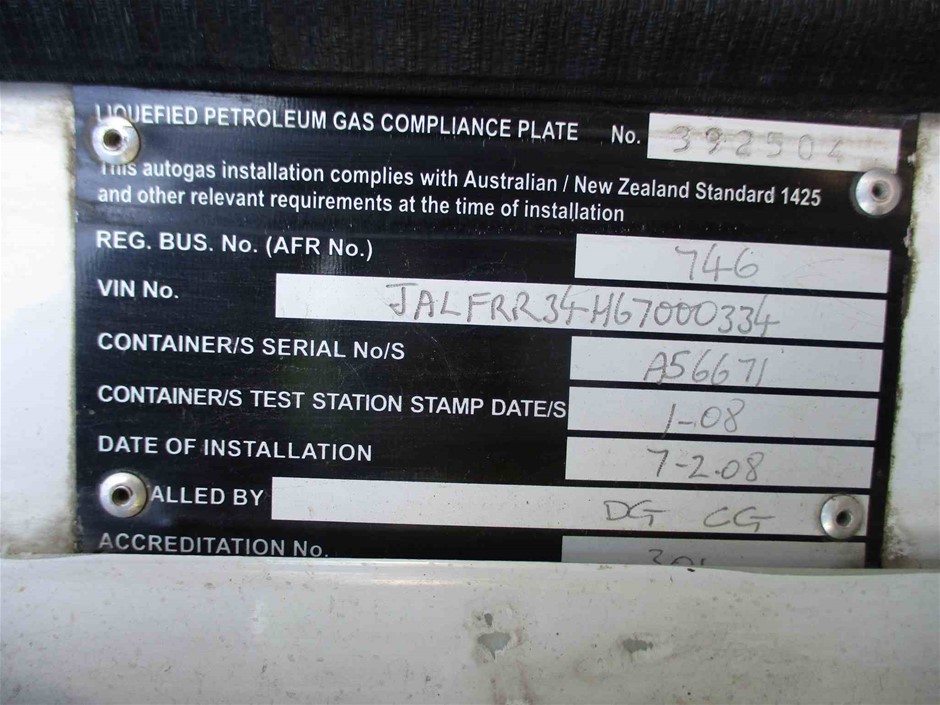 LIQUEFIED PETROLEUM GAS COMPLIANCE PLATE No. 392504
This autogas installation complies with Australian / New Zealand Standard 1425
and other relevant requirements at the time of installation
REG. BUS. No. (AFR No.) 746
VIN No. JALFRR34H67000334
CONTAINER/S SERIAL No/S A56671
CONTAINER/S TEST STATION STAMP DATE/S 1-08
DATE OF INSTALLATION 7-2.08
ALLED BY DG CG
ACCREDITATION No.